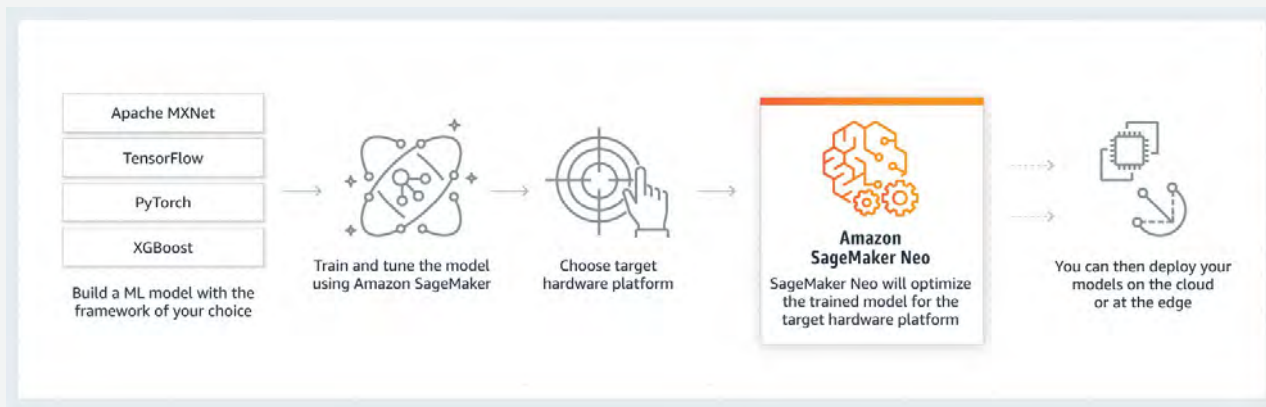 Apache MXNet
TensorFlow
PyTorch
XGBoost
Build a ML model with the
framework of your choice
Train and tune the model
using Amazon SageMaker
Choose target
hardware platform
Amazon
SageMaker Neo
SageMaker Neo will optimize
the trained model for the
target hardware platform
You can then deploy your
models on the cloud
or at the edge